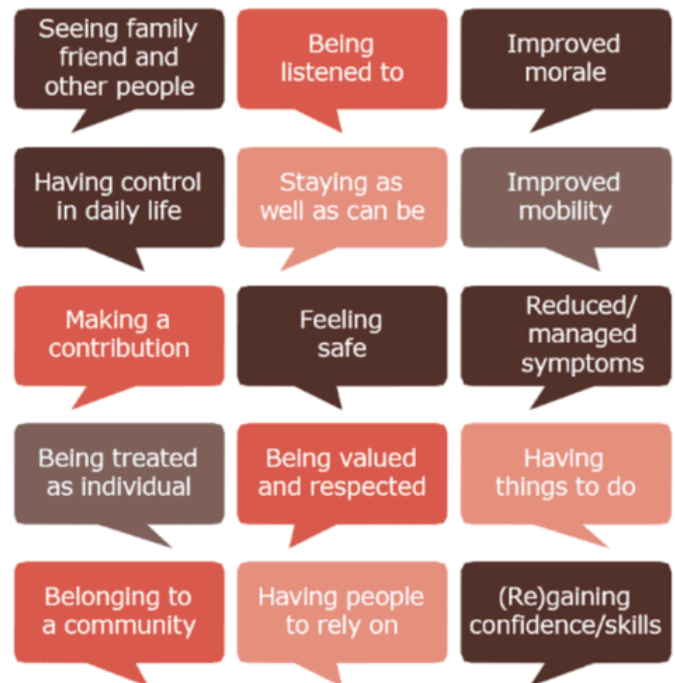 Seeing family
friend and
other people
Being
listened to
Improved
morale
Having control
in daily life
Staying as
well as can be
Improved
mobility
Making a
contribution
Feeling
safe
Reduced/
managed
symptoms
Being treated
as individual
Being valued
and respected
Having
things to do
Belonging to
a community
Having people
to rely on
(Re)gaining
confidence/skills